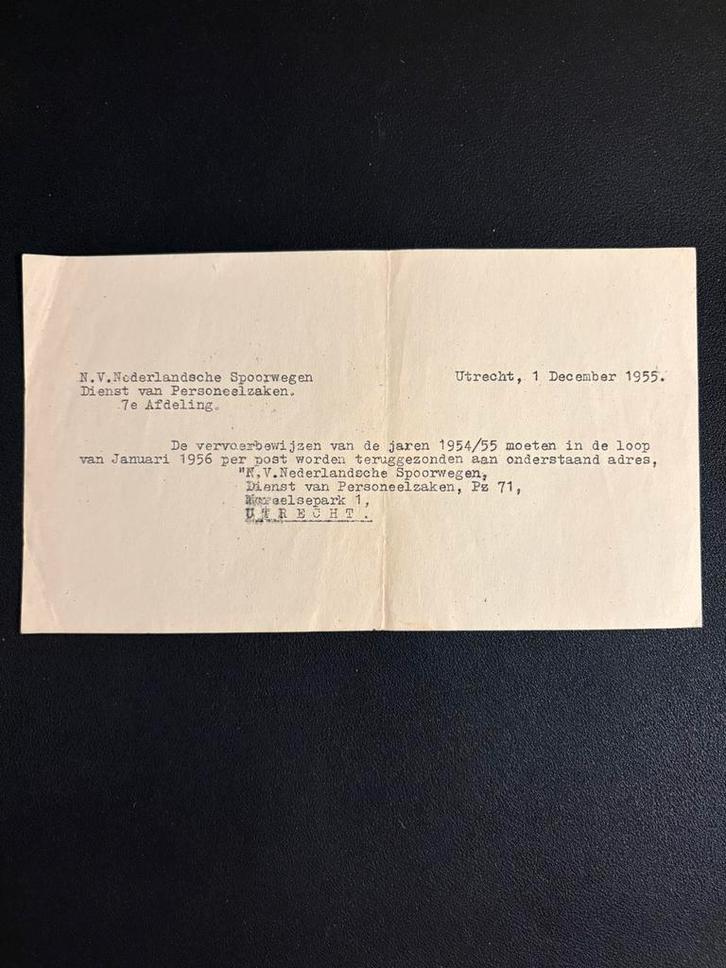 N.V.Nederlandsche Spoorwegen Utrecht, 1 December 1955.
Dienst van Personeelzaken.
7e Afdeling.
De vervoerbewijzen van de jaren 1954/55 moeten in de loop
van Januari 1956 per post worden teruggezonden aan onderstaand adres,
"N.V.Nederlandsche Spoorwegen,
Dienst van Personeelzaken, Pz 71,
Moreelsepark 1,
U T R E C H T .